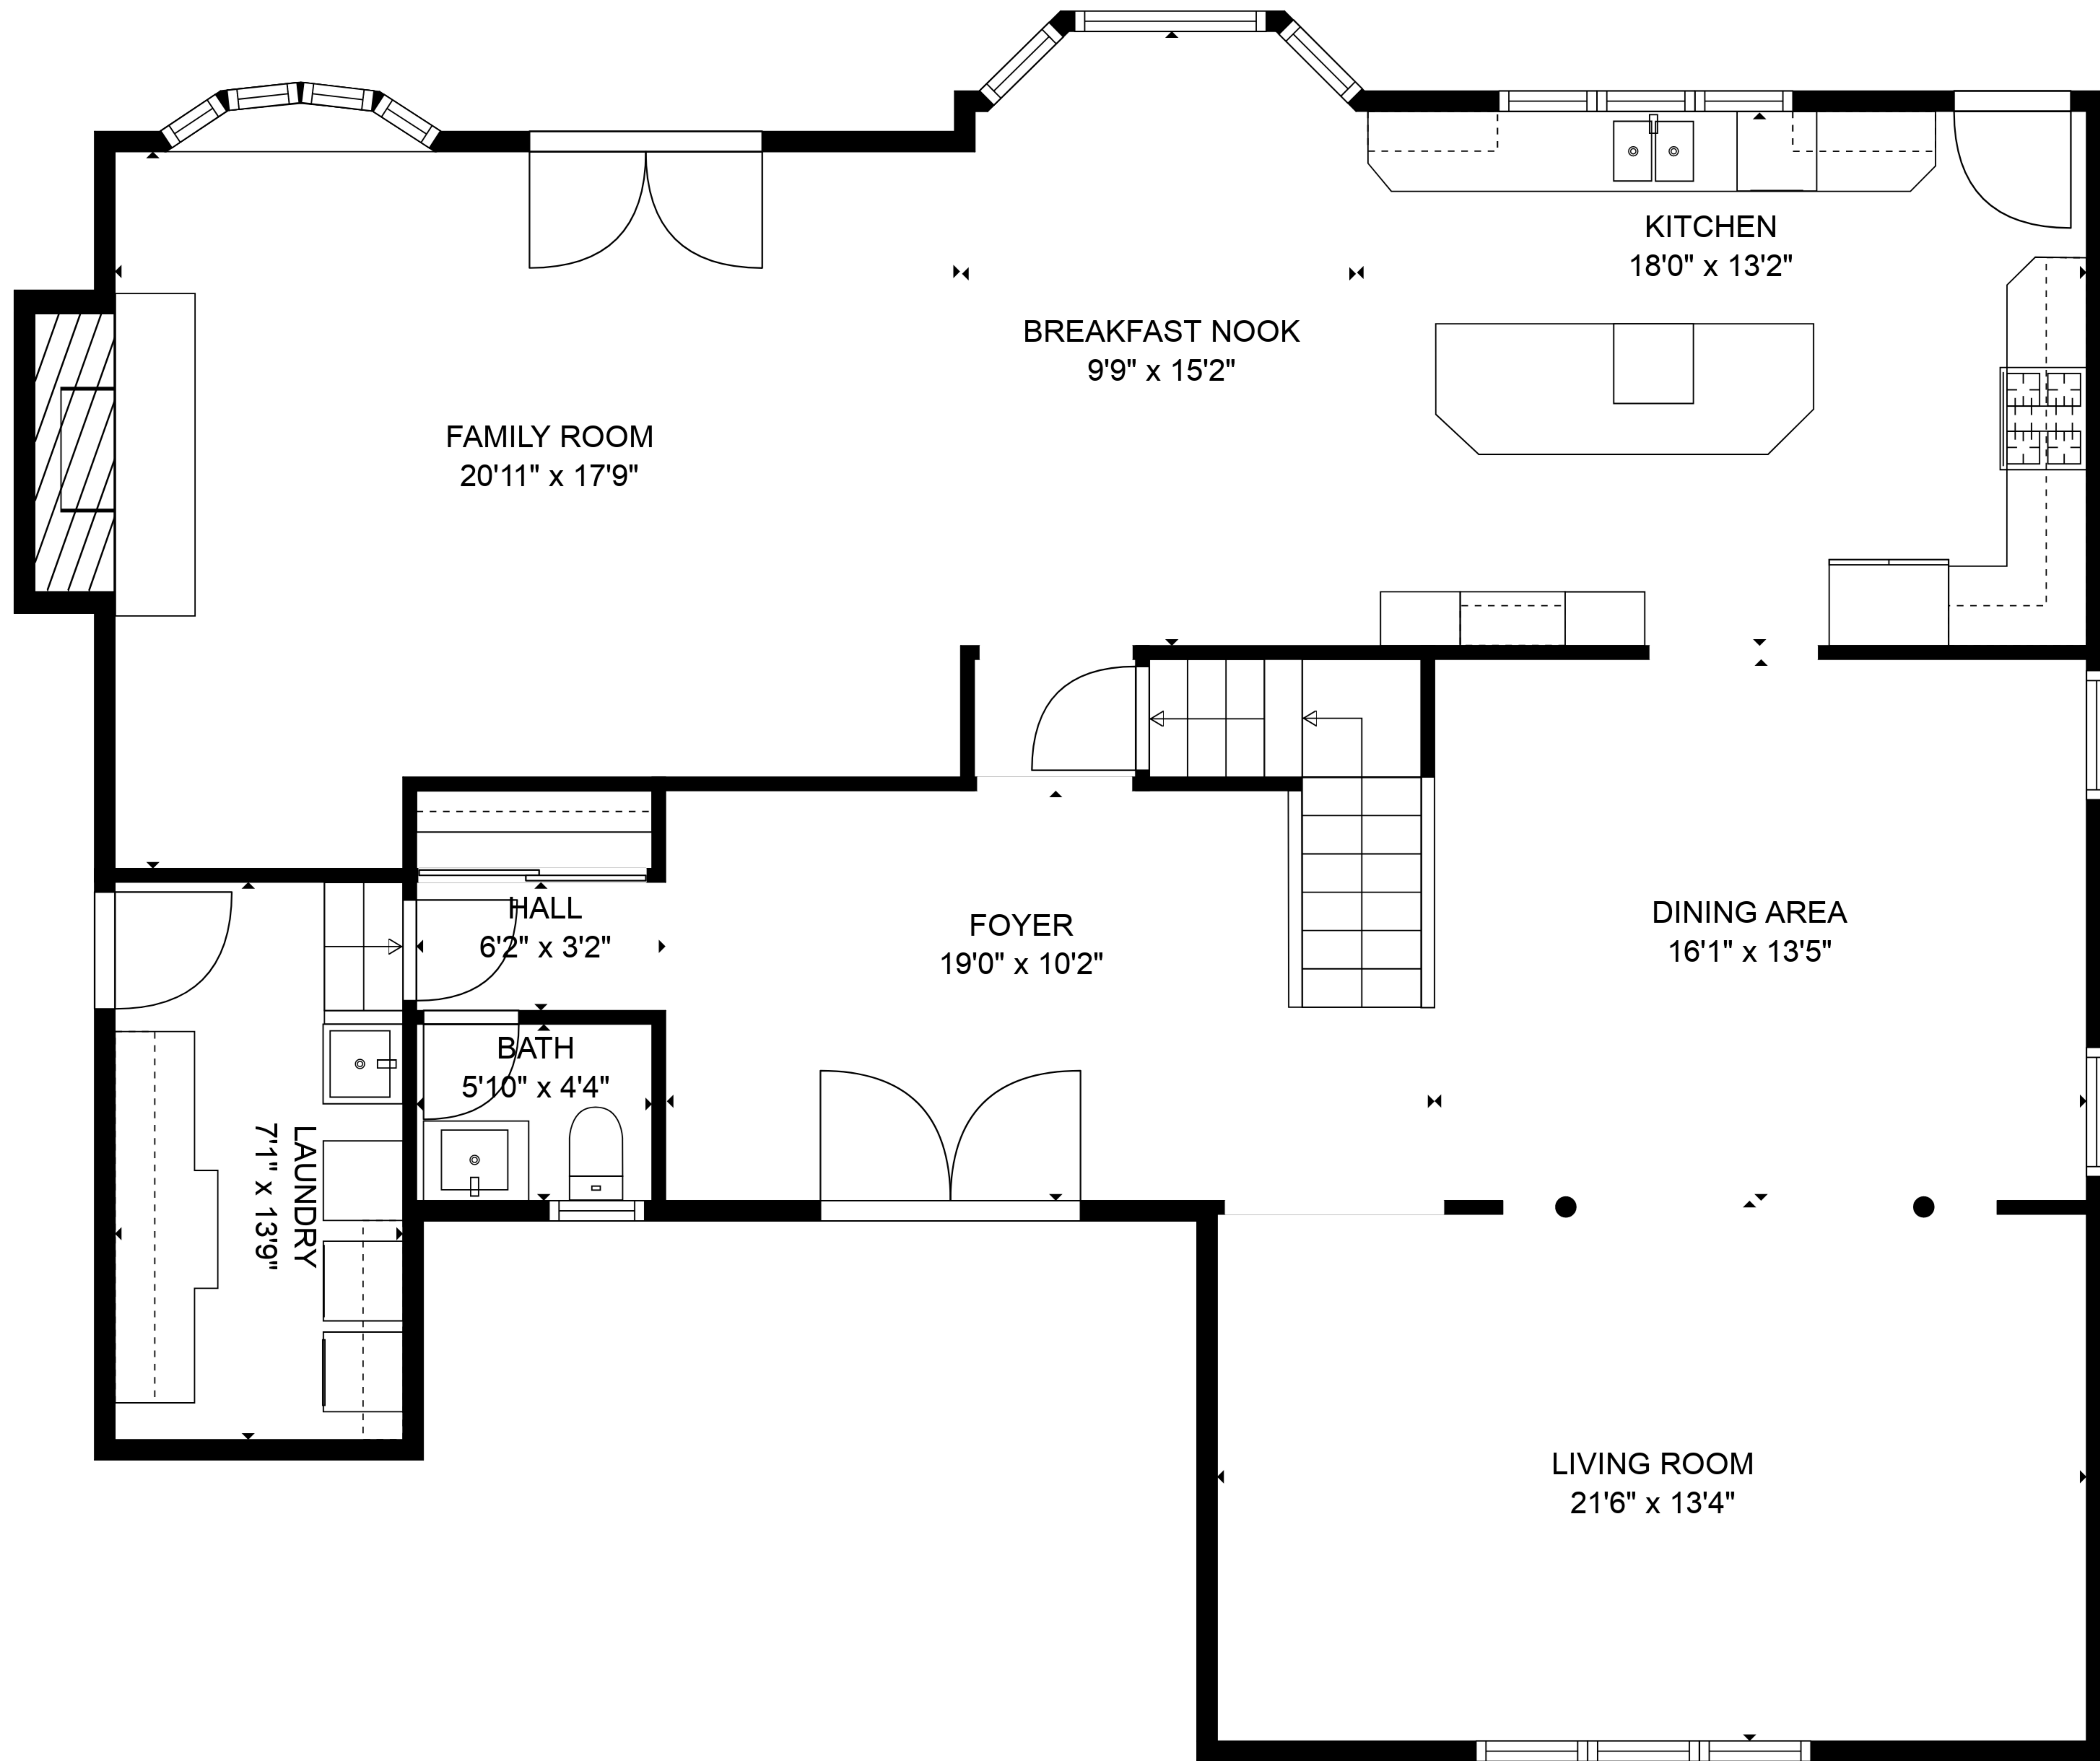 KITCHEN
18'0" x 13'2"
BREAKFAST NOOK
9'9" x 15'2"
FAMILY ROOM
20'11" x 17'9"
HALL
6'2" x 3'2"
FOYER
19'0" x 10'2"
DINING AREA
16'1" x 13'5"
BATH
5'10" x 4'4"
LAUNDRY
7'1" x 13'9"
LIVING ROOM
21'6" x 13'4"